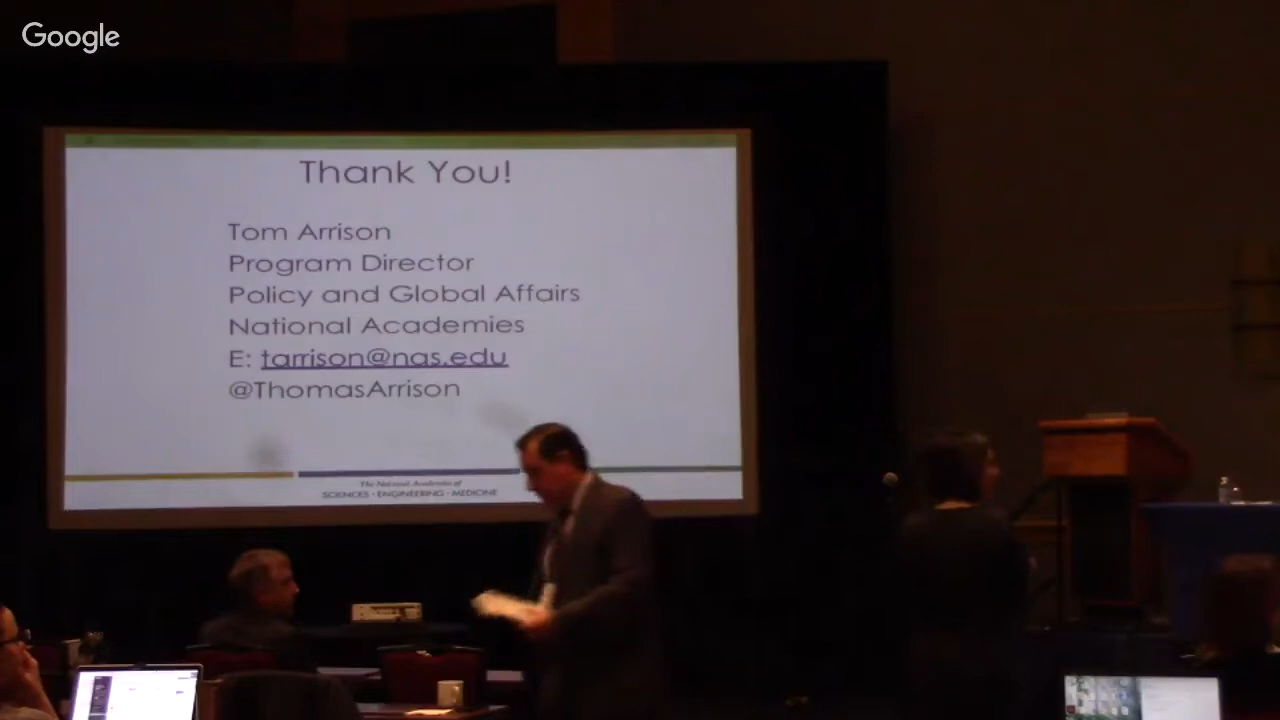 Google
Thank You!
Tom Arrison
Program Director
Policy and Global Affairs
National Academies
E: tarrison@nas.edu
@ThomasArrison
The National Academies of
SCIENCES • ENGINEERING • MEDICINE